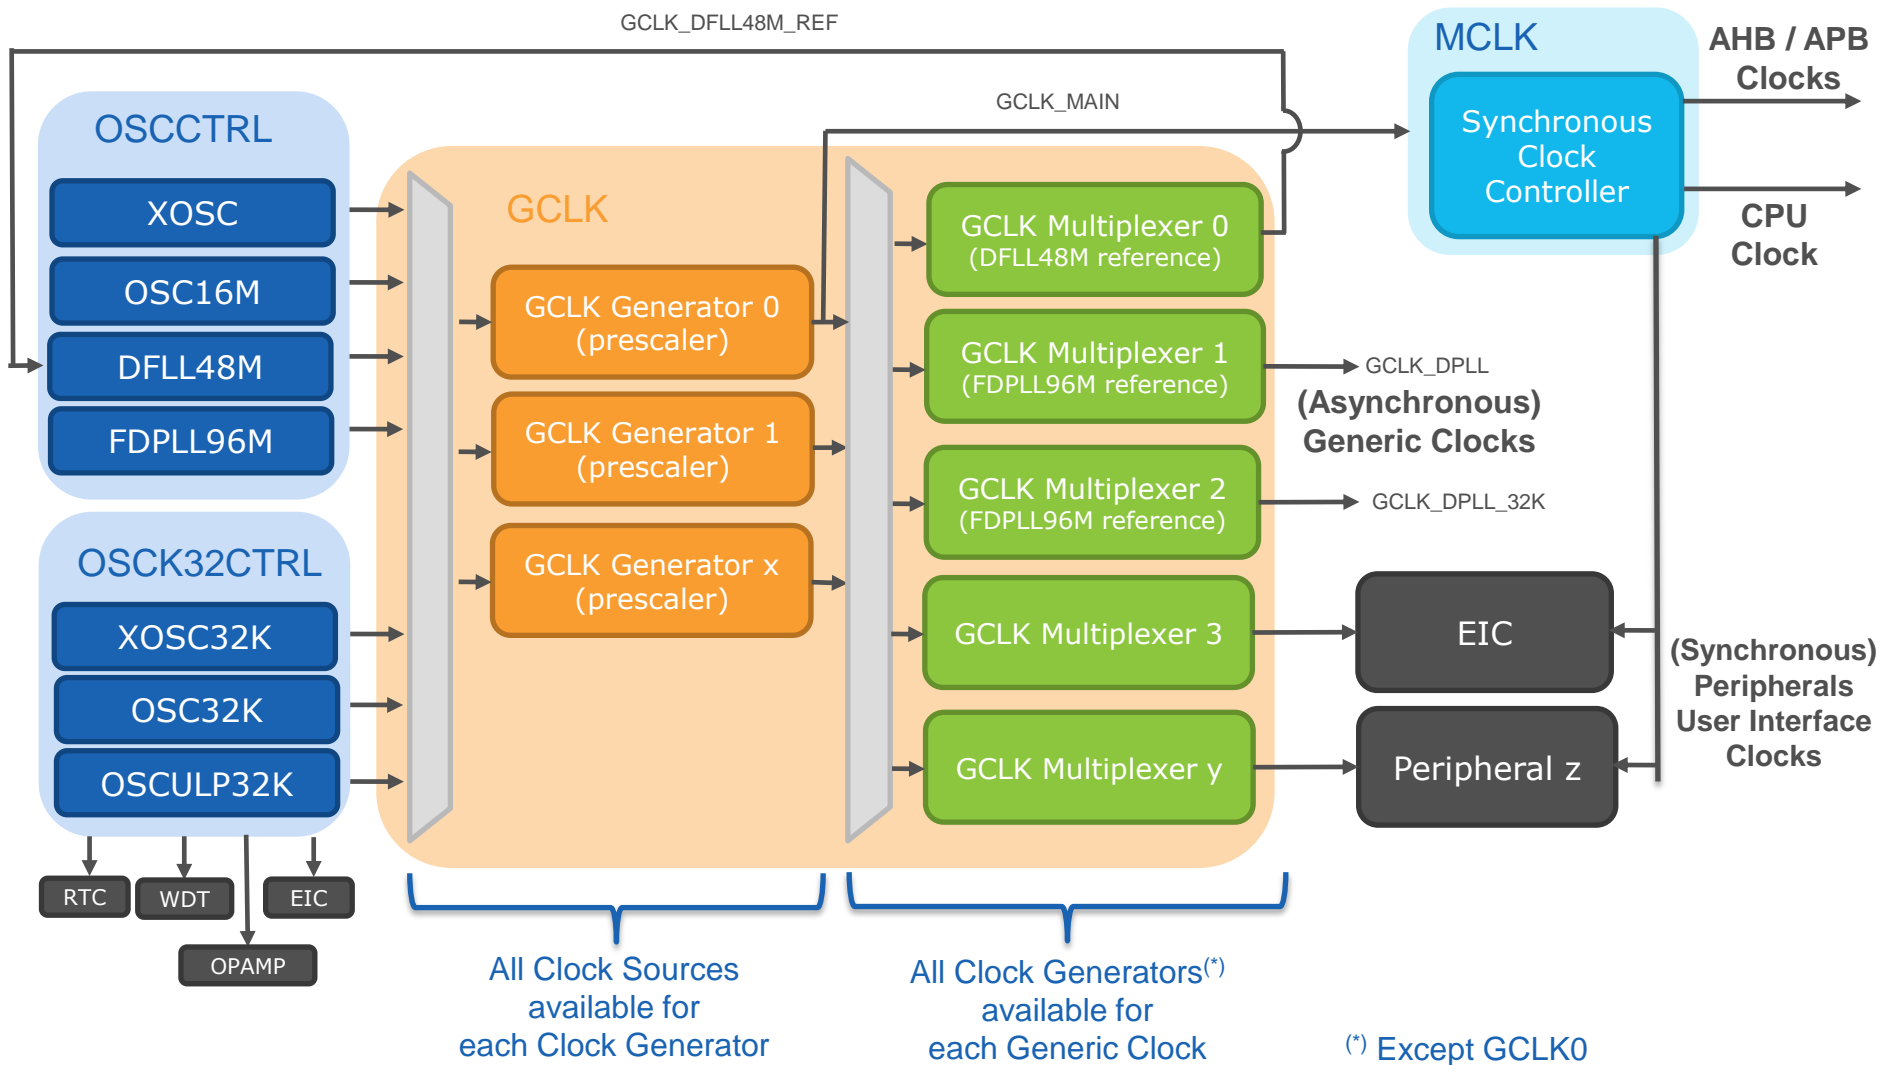 GCLK_DFLL48M_REF
MCLK
AHB / APB
Clocks
GCLK_MAIN
Synchronous
Clock
Controller
CPU
Clock
OSCCTRL
XOSC
OSC16M
DFLL48M
FDPLL96M
GCLK
GCLK Generator 0
(prescaler)
GCLK Generator 1
(prescaler)
GCLK Generator x
(prescaler)
GCLK Multiplexer 0
(DFLL48M reference)
GCLK Multiplexer 1
(FDPLL96M reference)
GCLK Multiplexer 2
(FDPLL96M reference)
GCLK Multiplexer 3
GCLK Multiplexer y
GCLK_DPLL
(Asynchronous)
Generic Clocks
GCLK_DPLL_32K
EIC
Peripheral z
(Synchronous)
Peripherals
User Interface
Clocks
OSCK32CTRL
XOSC32K
OSC32K
OSCULP32K
RTC
WDT
EIC
OPAMP
All Clock Sources
available for
each Clock Generator
All Clock Generators(*)
available for
each Generic Clock
(*) Except GCLK0